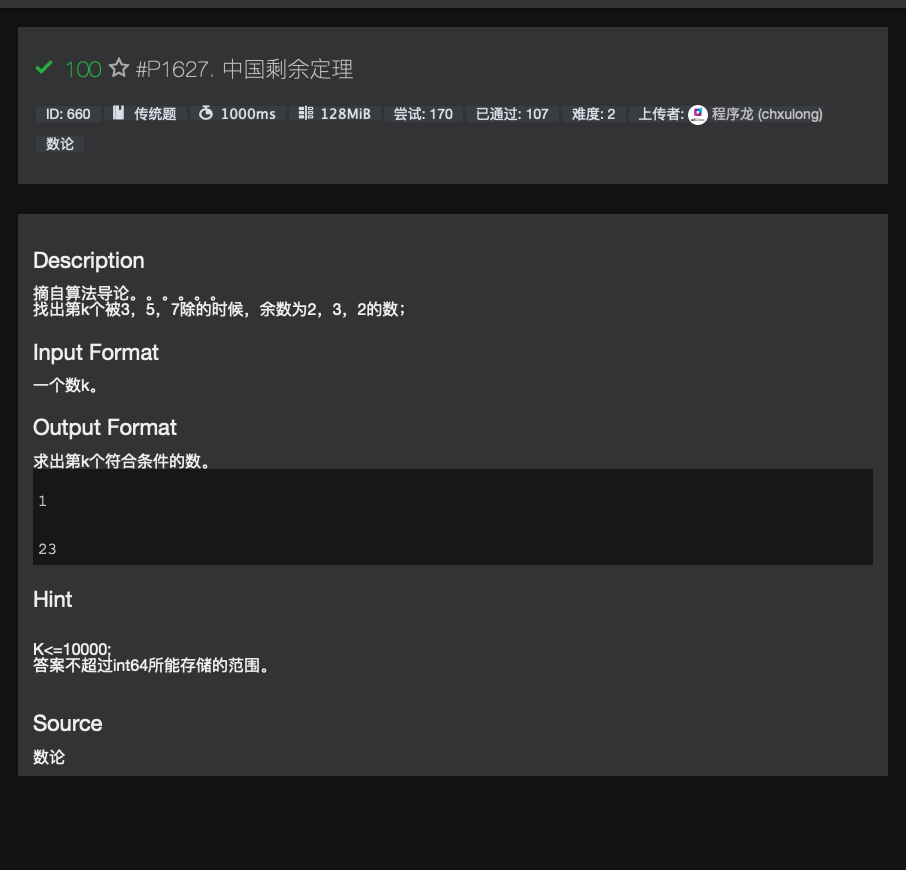 100 #P1627. 中国剩余定理
ID: 660 传统题 1000ms 128MiB 尝试: 170 已通过: 107 难度: 2 上传者: 程序龙 (chxulong)
数论
Description
摘自算法导论。。。。。。
找出第k个被3，5，7除的时候，余数为2，3，2的数；
Input Format
一个数k。
Output Format
求出第k个符合条件的数。
1
23
Hint
K<=10000;
答案不超过int64所能存储的范围。
Source
数论